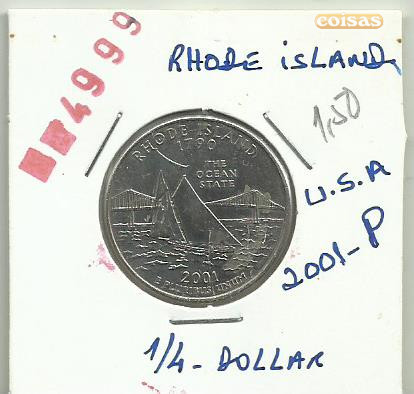 coisas
4999
RHODE ISLAND
1,50
RHODE ISLAND
1790
THE
OCEAN
STATE
U.S.A
2001-P
2001
E PLURIBUS UNUM
1/4- DOLLAR